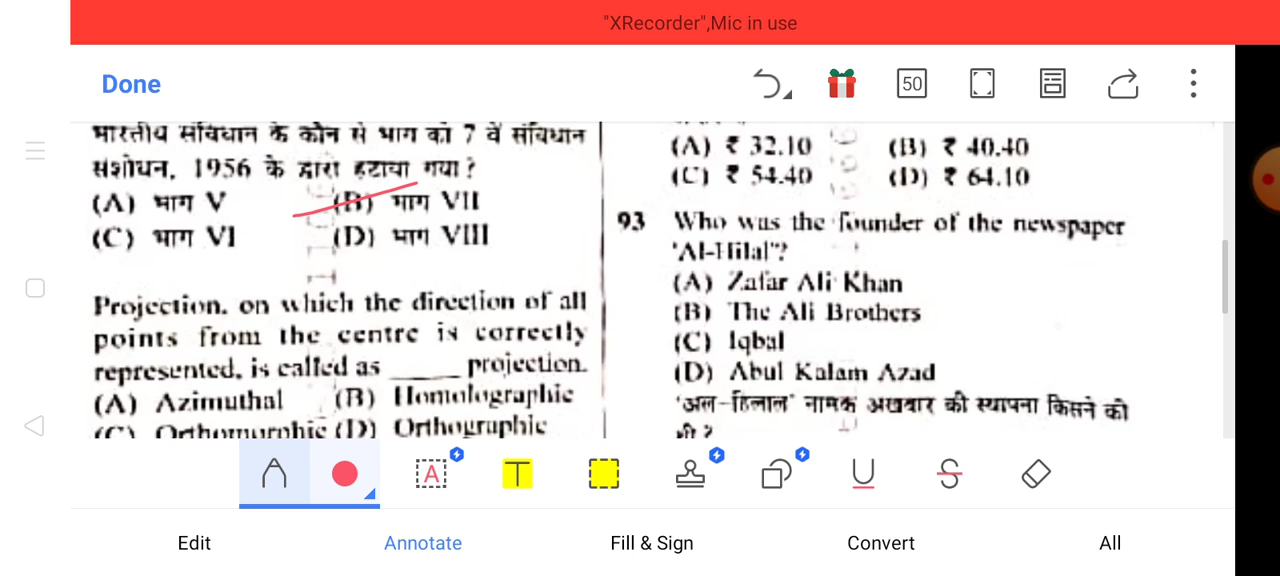 "XRecorder",Mic in use
Done
50
भारतीय संविधान के कौन से भाग को 7 वें संविधान
संशोधन, 1956 के द्वारा हटाया गया ?
(A) भाग V (B) भाग VII
(C) भाग VI (D) भाग VIII
Projection, on which the direction of all
points from the centre is correctly
represented, is called as _____ projection.
(A) Azimuthal (B) Homolographic
(C) Orthomorphic (D) Orthographic
(A) ₹ 32.10 (B) ₹ 40.40
(C) ₹ 54.40 (D) ₹ 64.10
93 Who was the founder of the newspaper
'Al-Hilal'?
(A) Zafar Ali Khan
(B) The Ali Brothers
(C) Iqbal
(D) Abul Kalam Azad
'अल-हिलाल' नामक अखबार की स्थापना किसने की
थी ?
A
T
U
S
Edit
Annotate
Fill & Sign
Convert
All